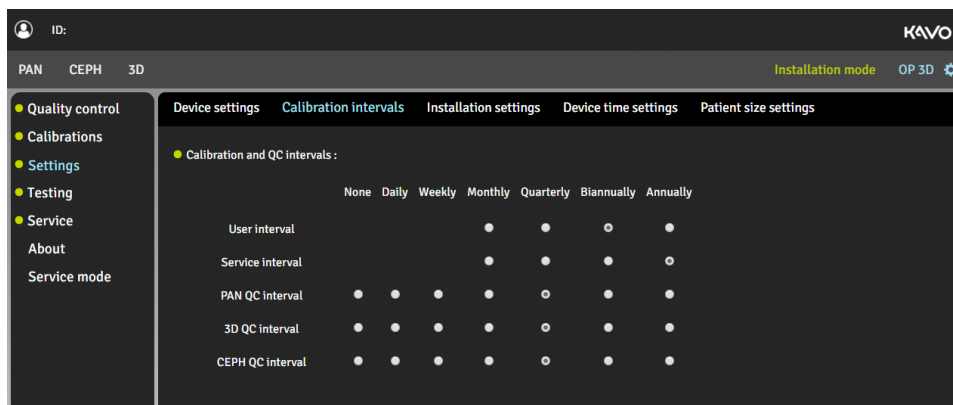 ID:
KAVO
PAN CEPH 3D Installation mode OP 3D
Quality control
Calibrations
Settings
Testing
Service
About
Service mode
Device settings Calibration intervals Installation settings Device time settings Patient size settings
Calibration and QC intervals :
None Daily Weekly Monthly Quarterly Biannually Annually
User interval
Service interval
PAN QC interval
3D QC interval
CEPH QC interval